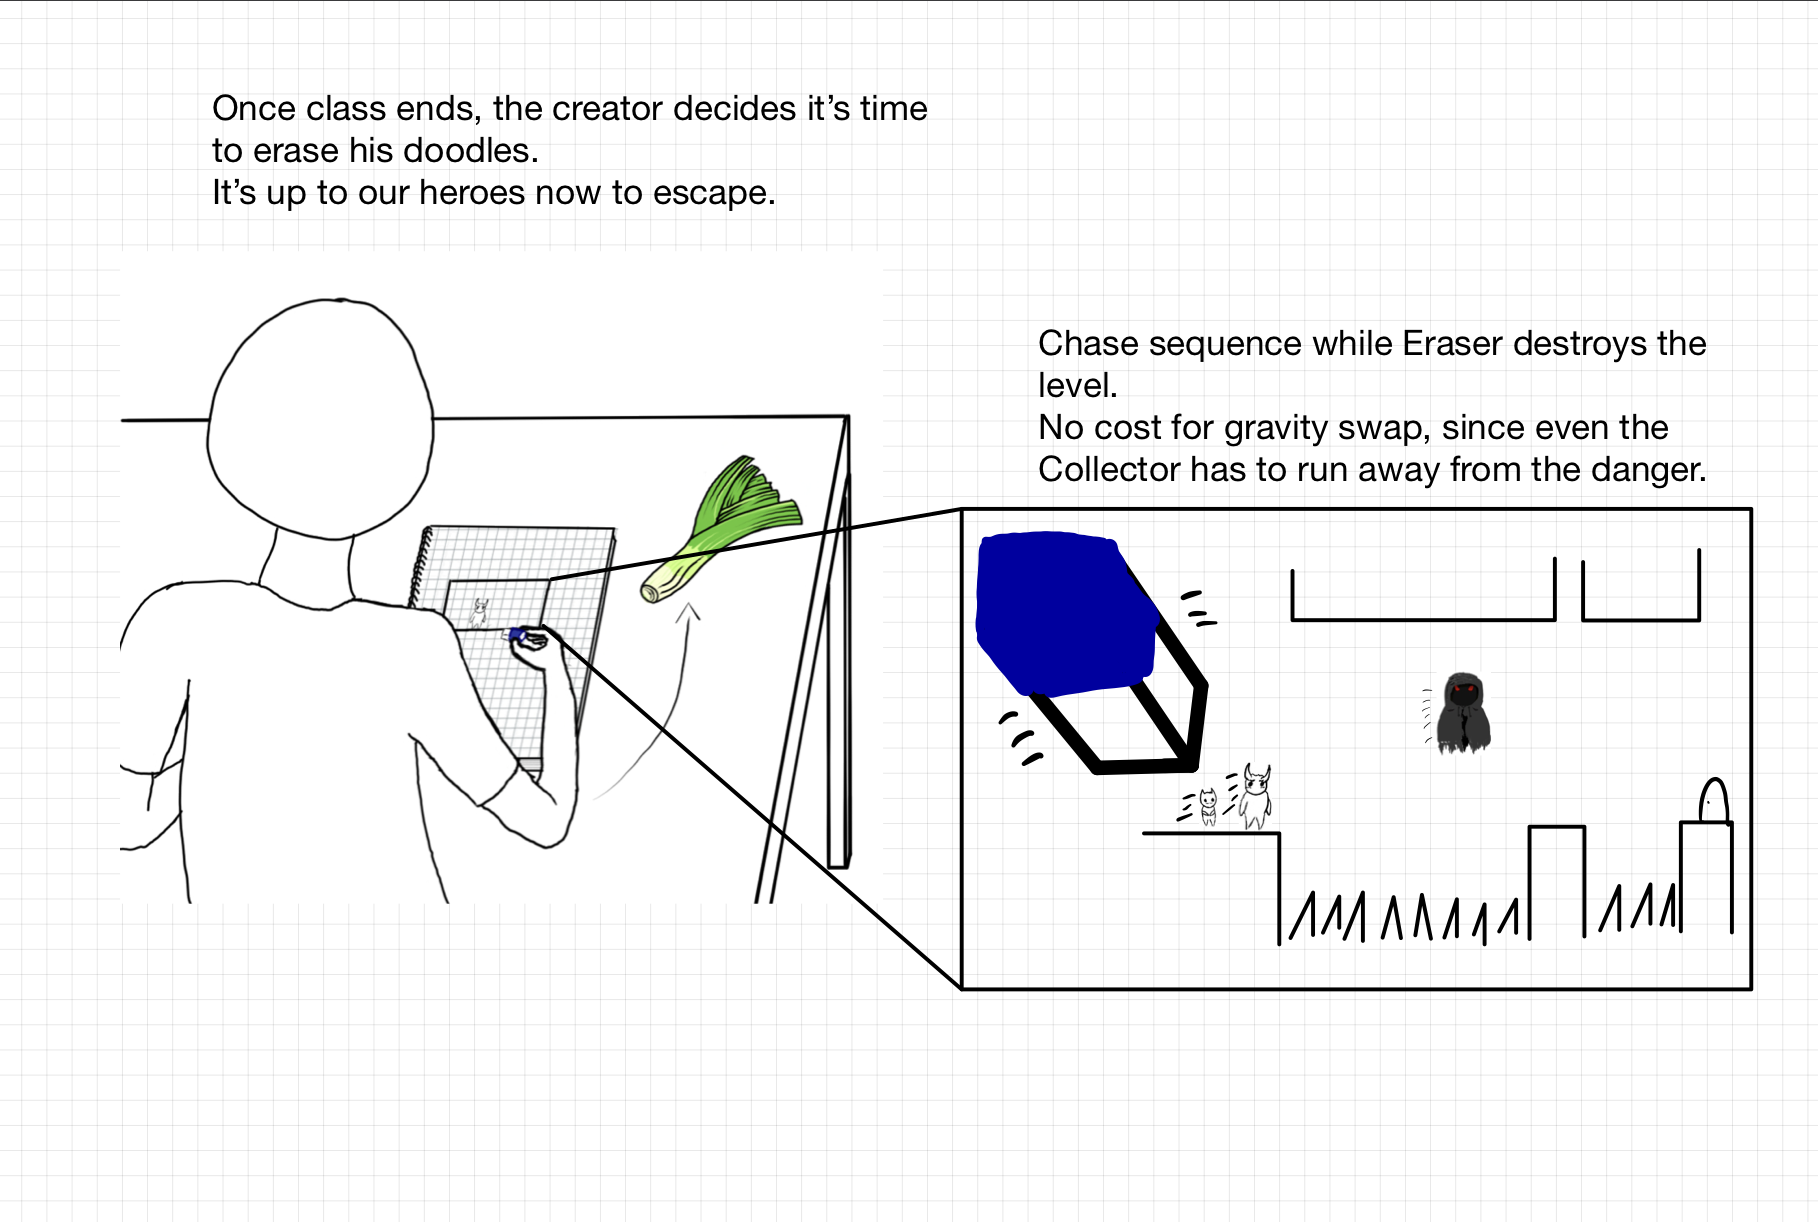 Once class ends, the creator decides it’s time
to erase his doodles.
It’s up to our heroes now to escape.
Chase sequence while Eraser destroys the
level.
No cost for gravity swap, since even the
Collector has to run away from the danger.